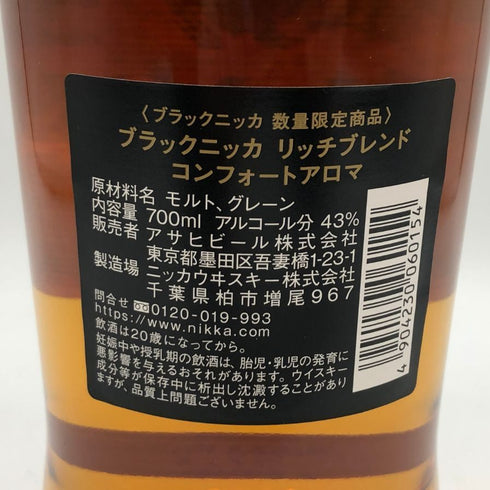 〈ブラックニッカ 数量限定商品〉
ブラックニッカ リッチブレンド
コンフォートアロマ
原材料名 モルト、グレーン
内容量 700ml アルコール分 43%
販売者 アサヒビール株式会社
東京都墨田区吾妻橋1-23-1
製造場 ニッカウヰスキー株式会社
千葉県柏市増尾967
問合せ 0120-019-993
https://www.nikka.com
飲酒は20歳になってから。
妊娠中や授乳期の飲酒は、胎児・乳児の発育に
悪影響を与えるおそれがあります。ウイスキー
成分等が保存中に析出し沈澱することがあり
ますが、品質上問題ございません。
4904230060154